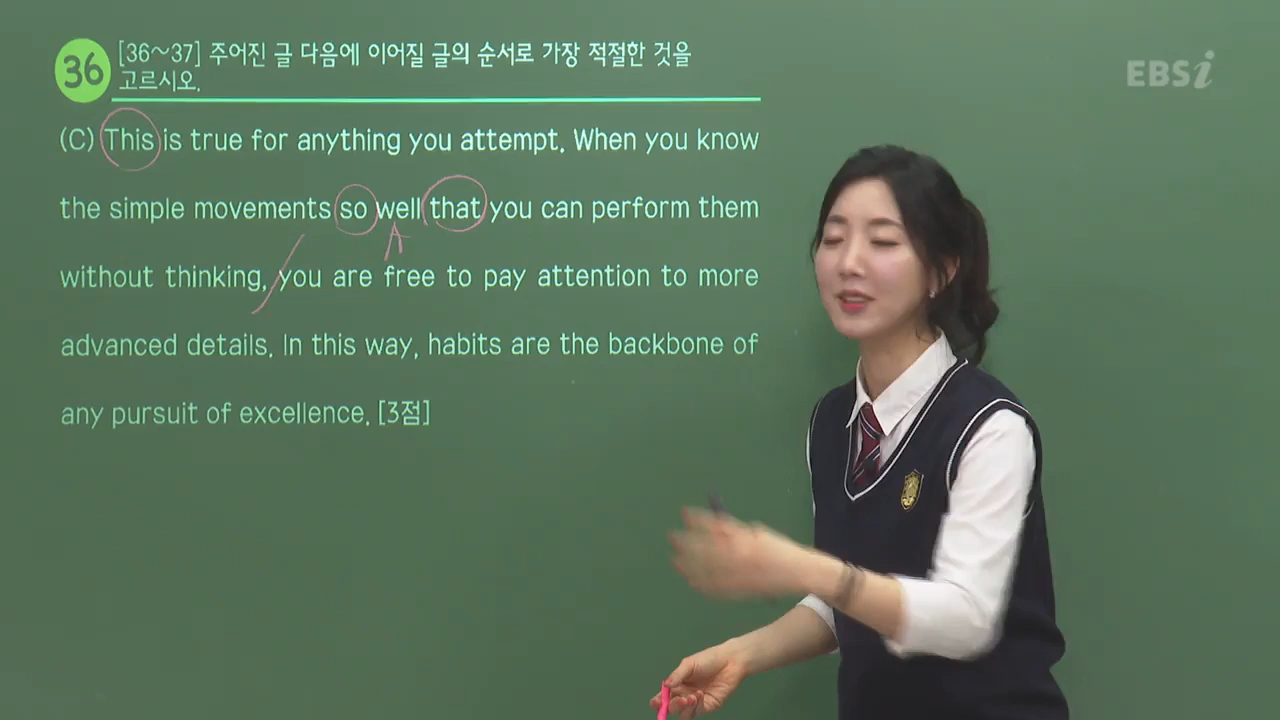 36
[36~37] 주어진 글 다음에 이어질 글의 순서로 가장 적절한 것을
고르시오.
EBSi
(C) This is true for anything you attempt. When you know
the simple movements so well that you can perform them
without thinking, you are free to pay attention to more
advanced details. In this way, habits are the backbone of
any pursuit of excellence. [3점]